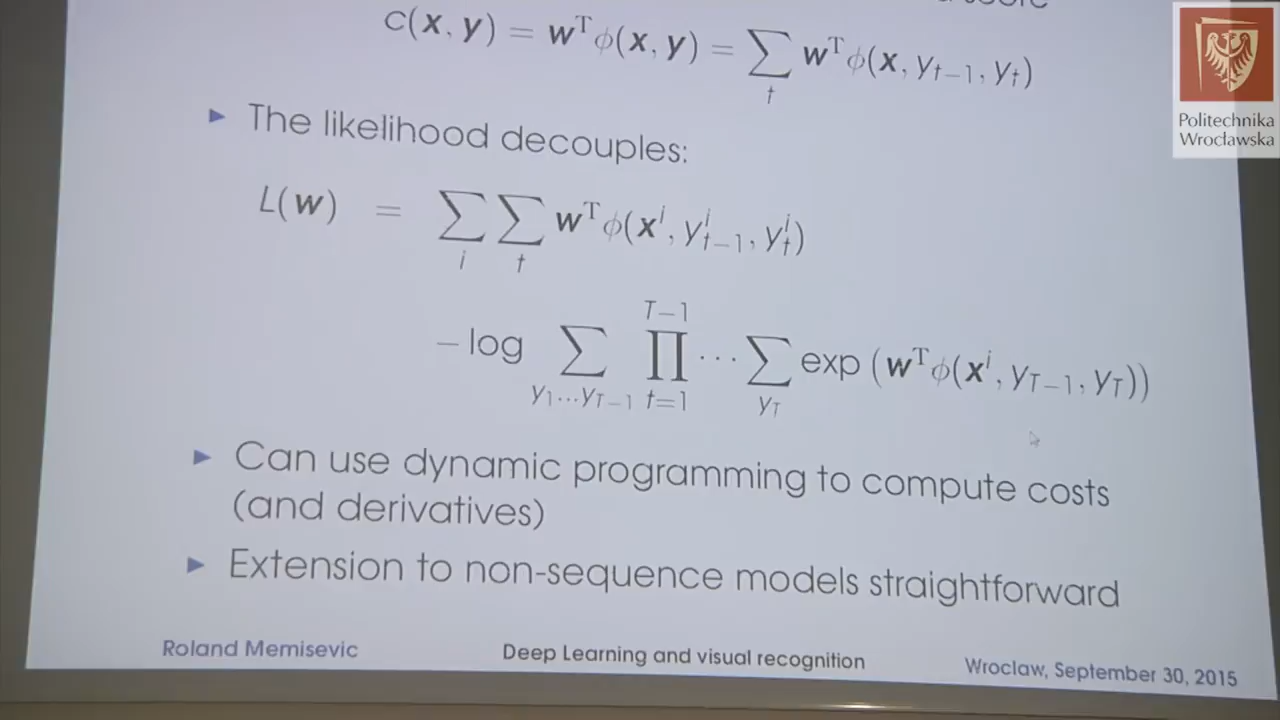 c(x, y) = wᵀϕ(x, y) = ∑ₜ wᵀϕ(x, yₜ₋₁, yₜ)
Politechnika
Wrocławska
▶ The likelihood decouples:
L(w) = ∑ᵢ ∑ₜ wᵀϕ(xⁱ, yⁱₜ₋₁, yⁱₜ)
− log ∑_{y₁…y_{T−1}} ∏_{t=1}^{T−1} ⋯ ∑_{y_T} exp (wᵀϕ(xⁱ, y_{T−1}, y_T))
▶ Can use dynamic programming to compute costs
(and derivatives)
▶ Extension to non-sequence models straightforward
Roland Memisevic Deep Learning and visual recognition Wroclaw, September 30, 2015